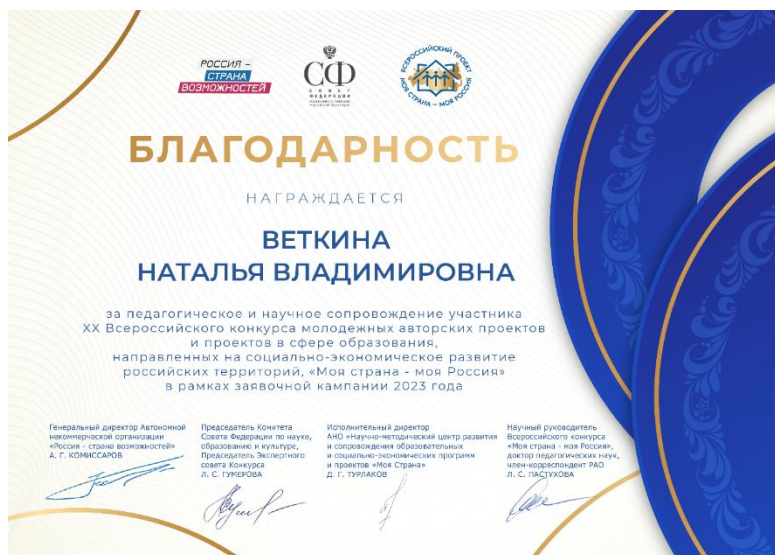 РОССИЯ –
СТРАНА
ВОЗМОЖНОСТЕЙ
СФ
СОВЕТ
ФЕДЕРАЦИИ
ВСЕРОССИЙСКИЙ ПРОЕКТ
МОЯ СТРАНА – МОЯ РОССИЯ
БЛАГОДАРНОСТЬ
НАГРАЖДАЕТСЯ
ВЕТКИНА
НАТАЛЬЯ ВЛАДИМИРОВНА
за педагогическое и научное сопровождение участника
XX Всероссийского конкурса молодежных авторских проектов
и проектов в сфере образования,
направленных на социально-экономическое развитие
российских территорий, «Моя страна - моя Россия»
в рамках заявочной кампании 2023 года
Генеральный директор Автономной
некоммерческой организации
«Россия - страна возможностей»
А. Г. КОМИССАРОВ
Председатель Комитета
Совета Федерации по науке,
образованию и культуре,
Председатель Экспертного
совета Конкурса
Л. С. ГУМЕРОВА
Исполнительный директор
АНО «Научно-методический центр развития
и сопровождения образовательных
и социально-экономических программ
и проектов «Моя Страна»
Д. Г. ТУРЛАКОВ
Научный руководитель
Всероссийского конкурса
«Моя страна - моя Россия»,
доктор педагогических наук,
член-корреспондент РАО
Л. С. ПАСТУХОВА